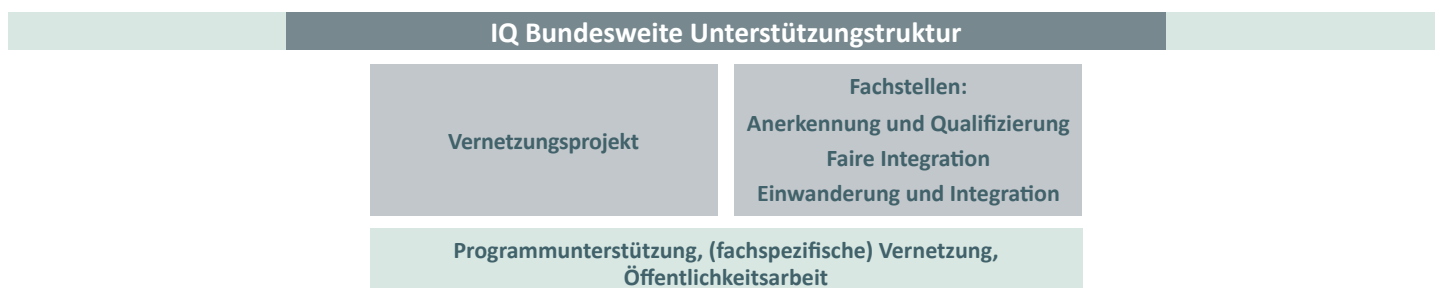 IQ Bundesweite Unterstützungstruktur
Vernetzungsprojekt
Fachstellen:
Anerkennung und Qualifizierung
Faire Integration
Einwanderung und Integration
Programmunterstützung, (fachspezifische) Vernetzung,
Öffentlichkeitsarbeit